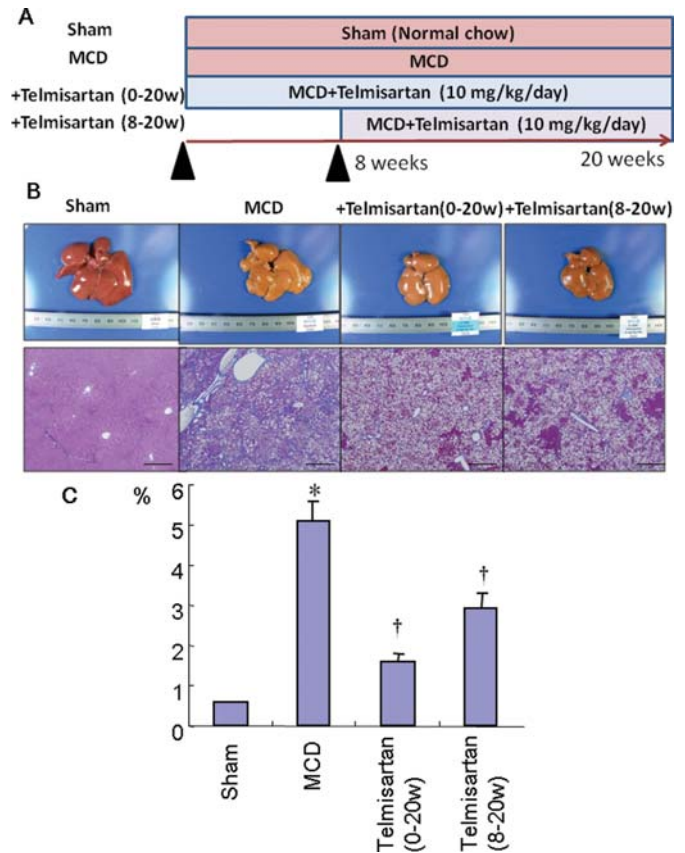 A
Sham
Sham (Normal chow)
MCD
MCD
+Telmisartan (0-20w)
MCD+Telmisartan (10 mg/kg/day)
+Telmisartan (8-20w)
MCD+Telmisartan (10 mg/kg/day)
8 weeks
20 weeks
B
Sham
MCD
+Telmisartan(0-20w)
+Telmisartan(8-20w)
C
%
6
5
4
3
2
1
0
*
†
†
Sham
MCD
Telmisartan
(0-20w)
Telmisartan
(8-20w)